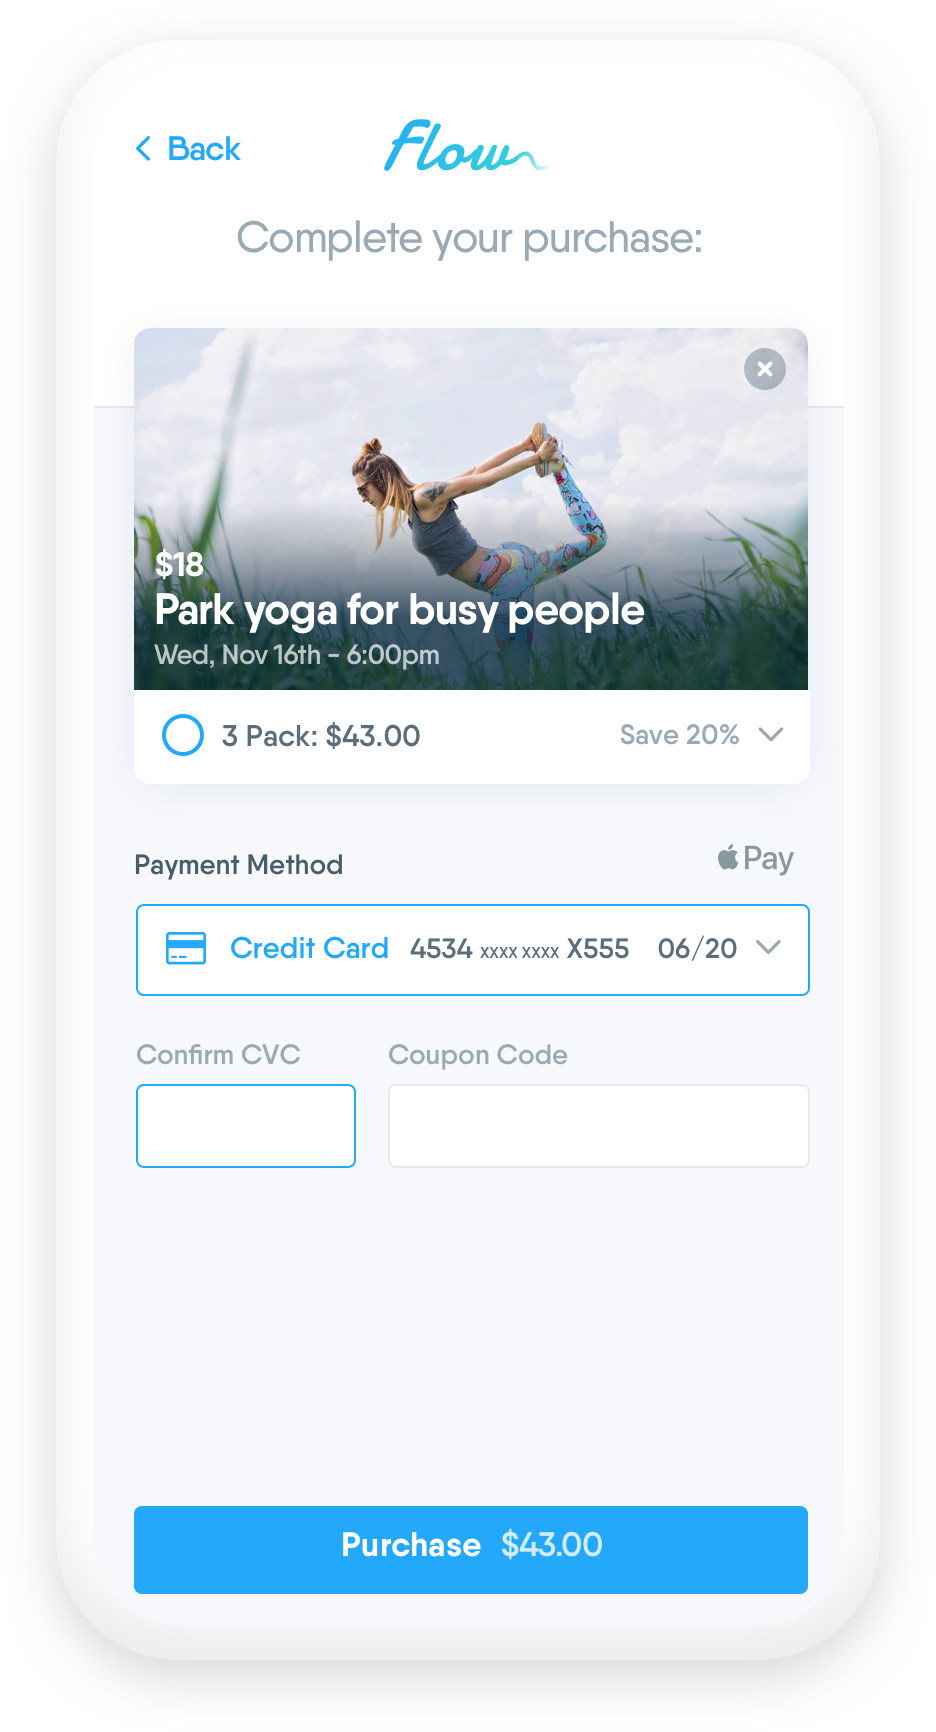 Back
flow
Complete your purchase:
$18
Park yoga for busy people
Wed, Nov 16th - 6:00pm
3 Pack: $43.00 Save 20%
Payment Method
Pay
Credit Card 4534 xxxx xxxx X555 06/20
Confirm CVC Coupon Code
Purchase $43.00